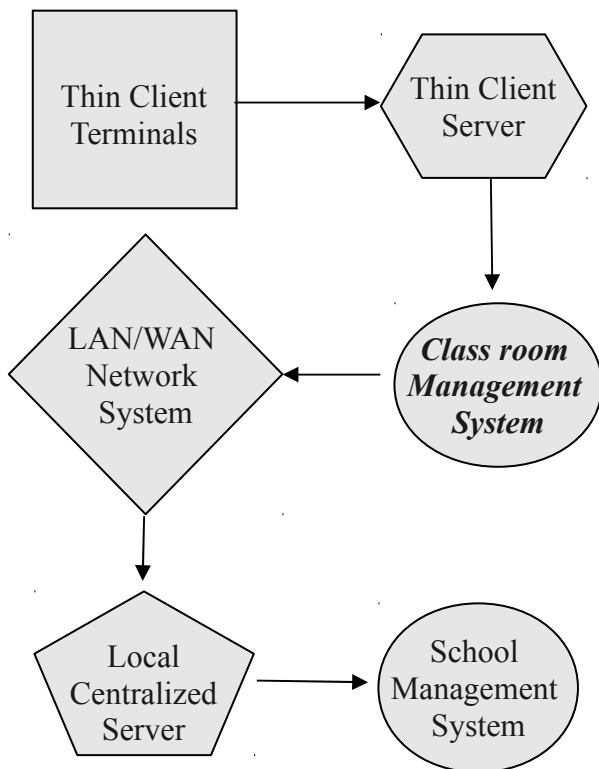 Thin Client
Terminals
Thin Client
Server
Class room
Management
System
LAN/WAN
Network
System
Local
Centralized
Server
School
Management
System